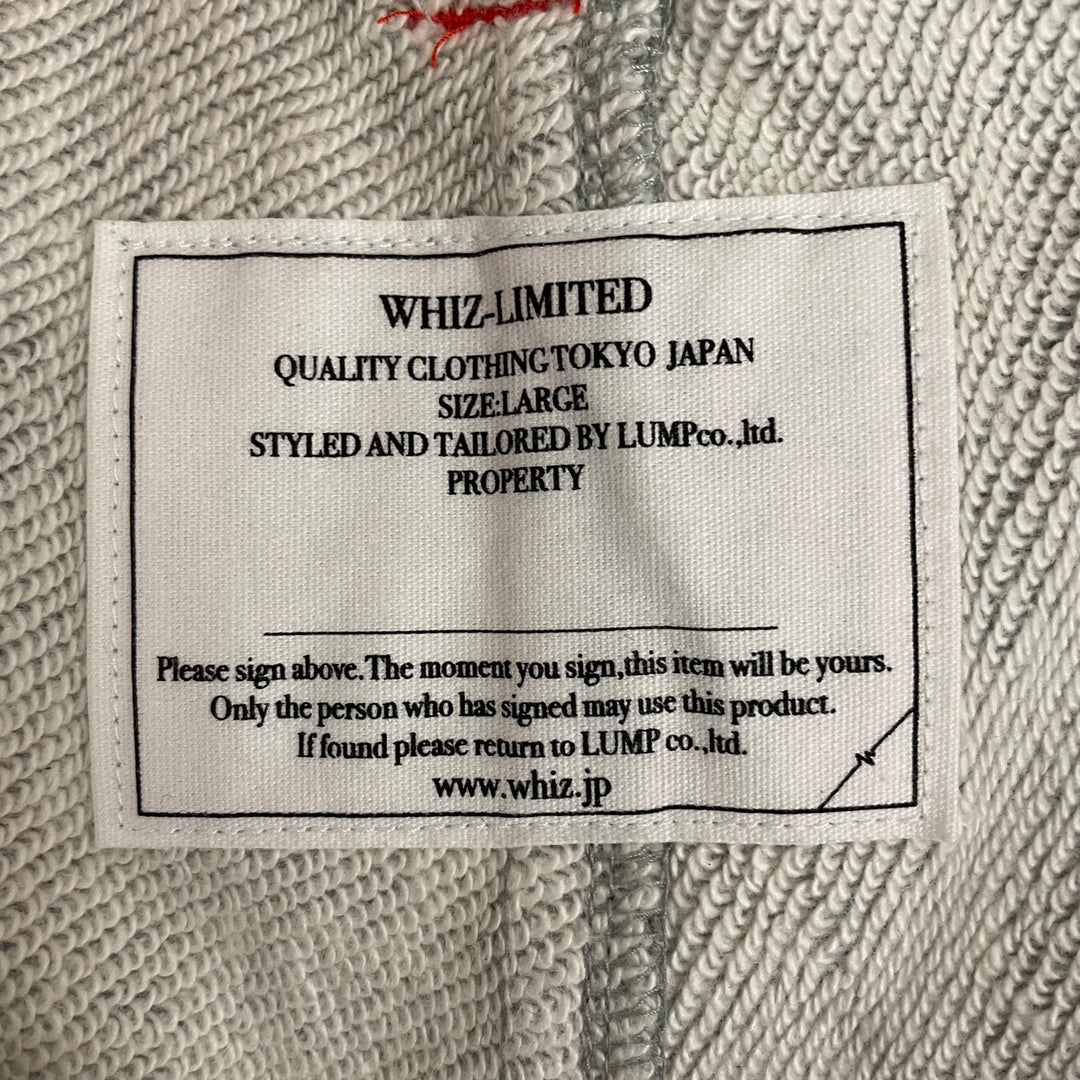 WHIZ-LIMITED
QUALITY CLOTHING TOKYO JAPAN
SIZE:LARGE
STYLED AND TAILORED BY LUMPco.,ltd.
PROPERTY
Please sign above. The moment you sign,this item will be yours.
Only the person who has signed may use this product.
If found please return to LUMP co.,ltd.
www.whiz.jp